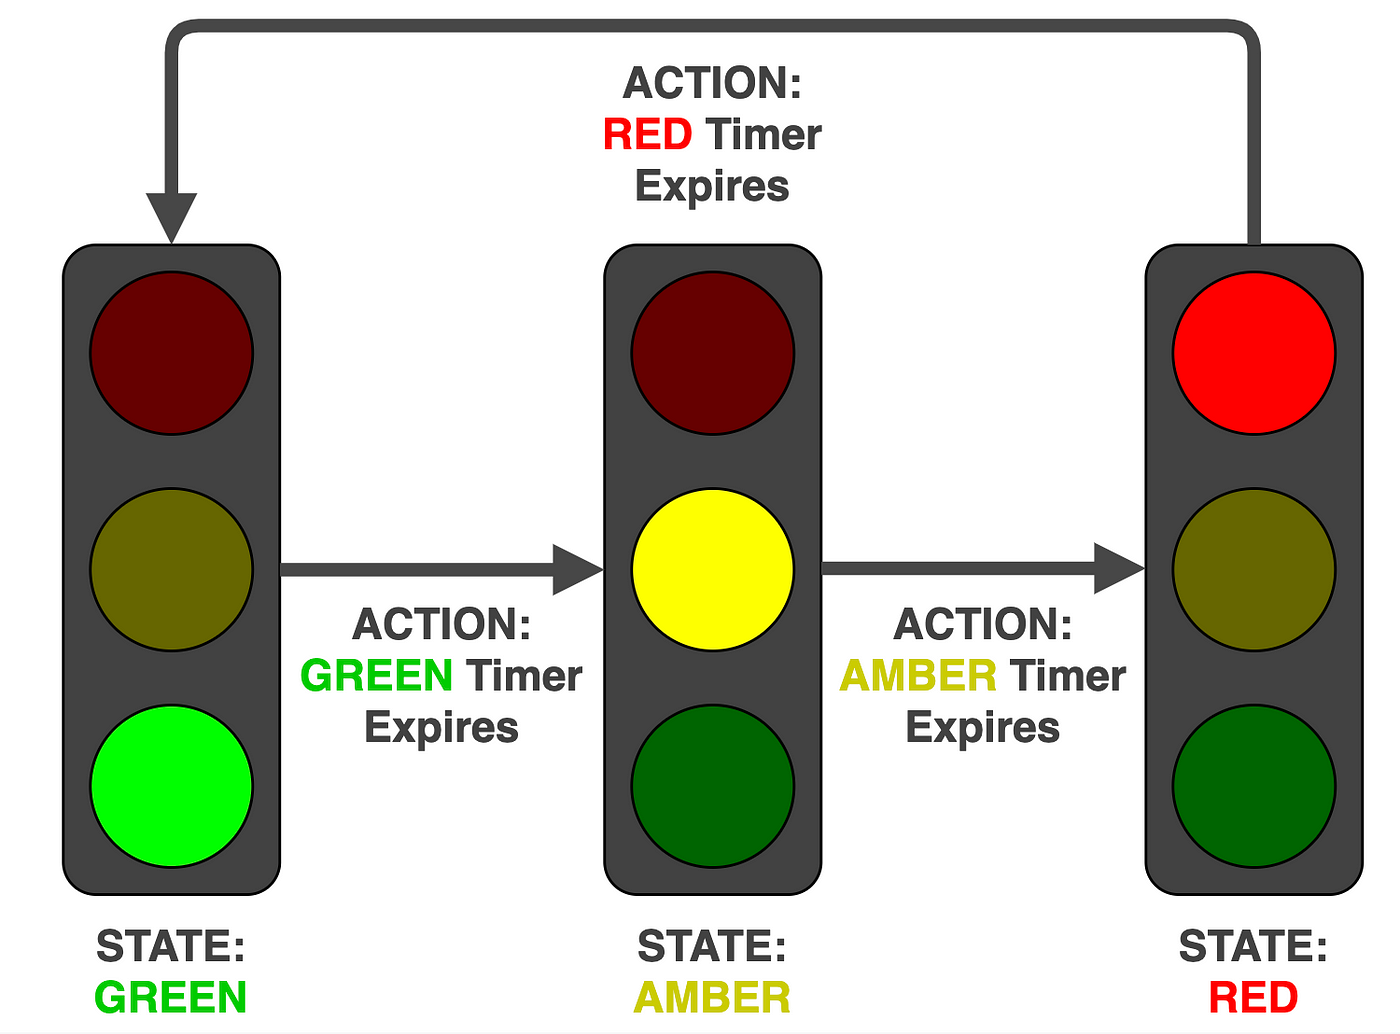 ACTION:
RED Timer
Expires
ACTION:
GREEN Timer
Expires
ACTION:
AMBER Timer
Expires
STATE:
GREEN
STATE:
AMBER
STATE:
RED